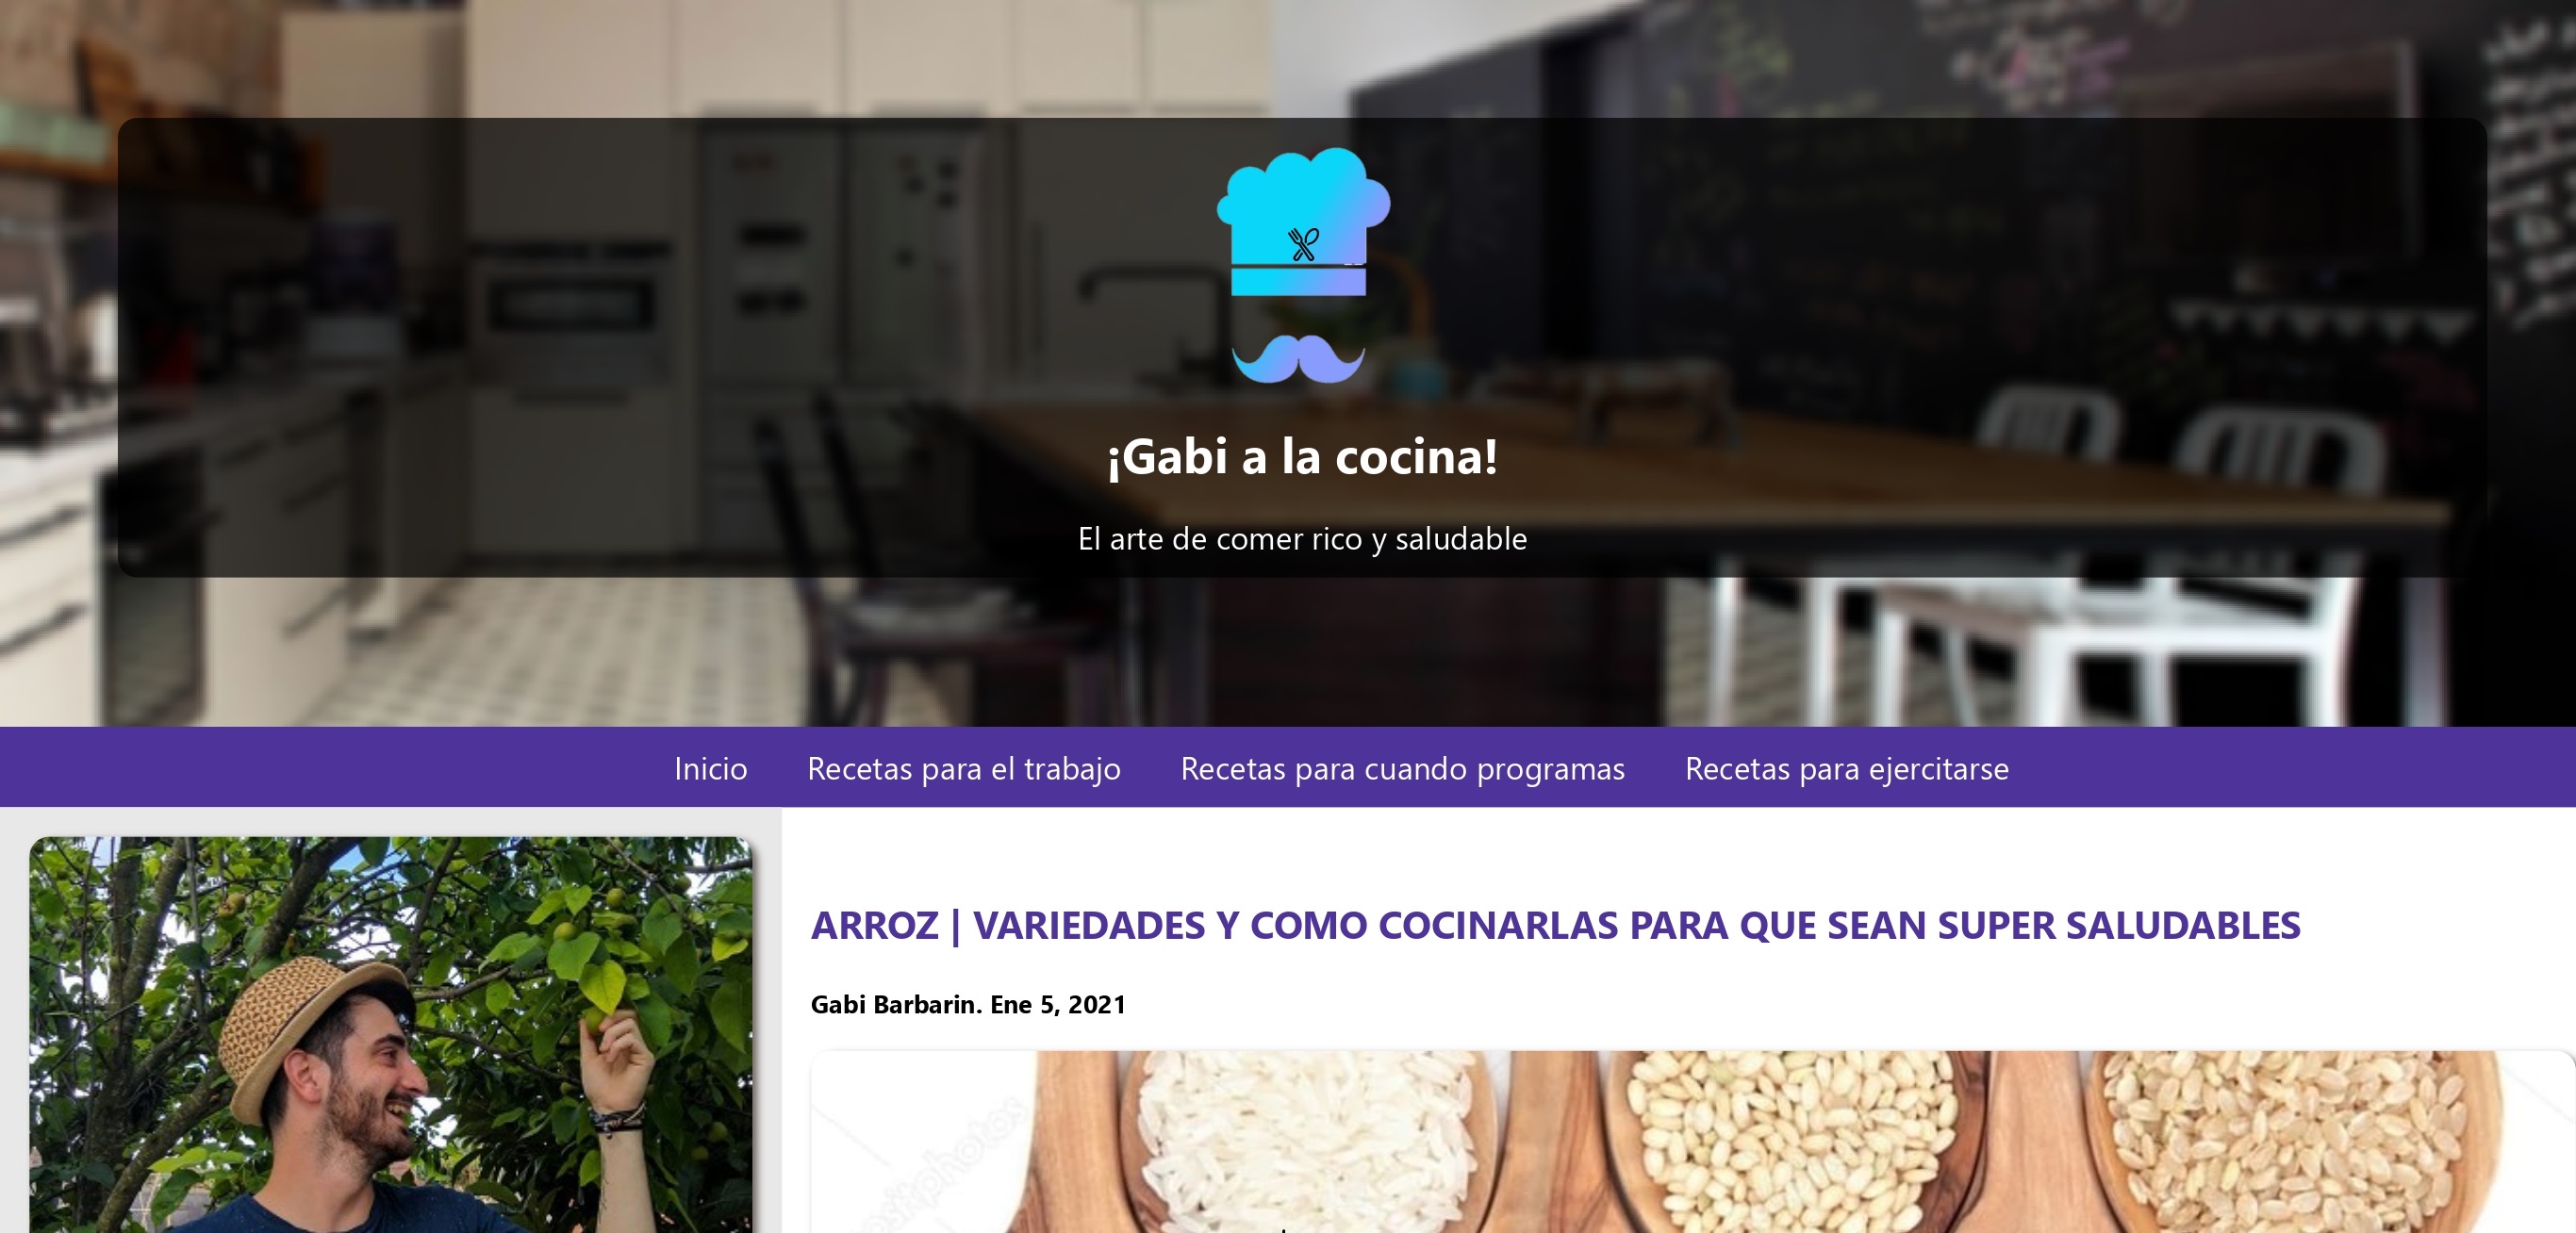 ¡Gabi a la cocina!
El arte de comer rico y saludable
Inicio
Recetas para el trabajo
Recetas para cuando programas
Recetas para ejercitarse
ARROZ | VARIEDADES Y COMO COCINARLAS PARA QUE SEAN SUPER SALUDABLES
Gabi Barbarin. Ene 5, 2021